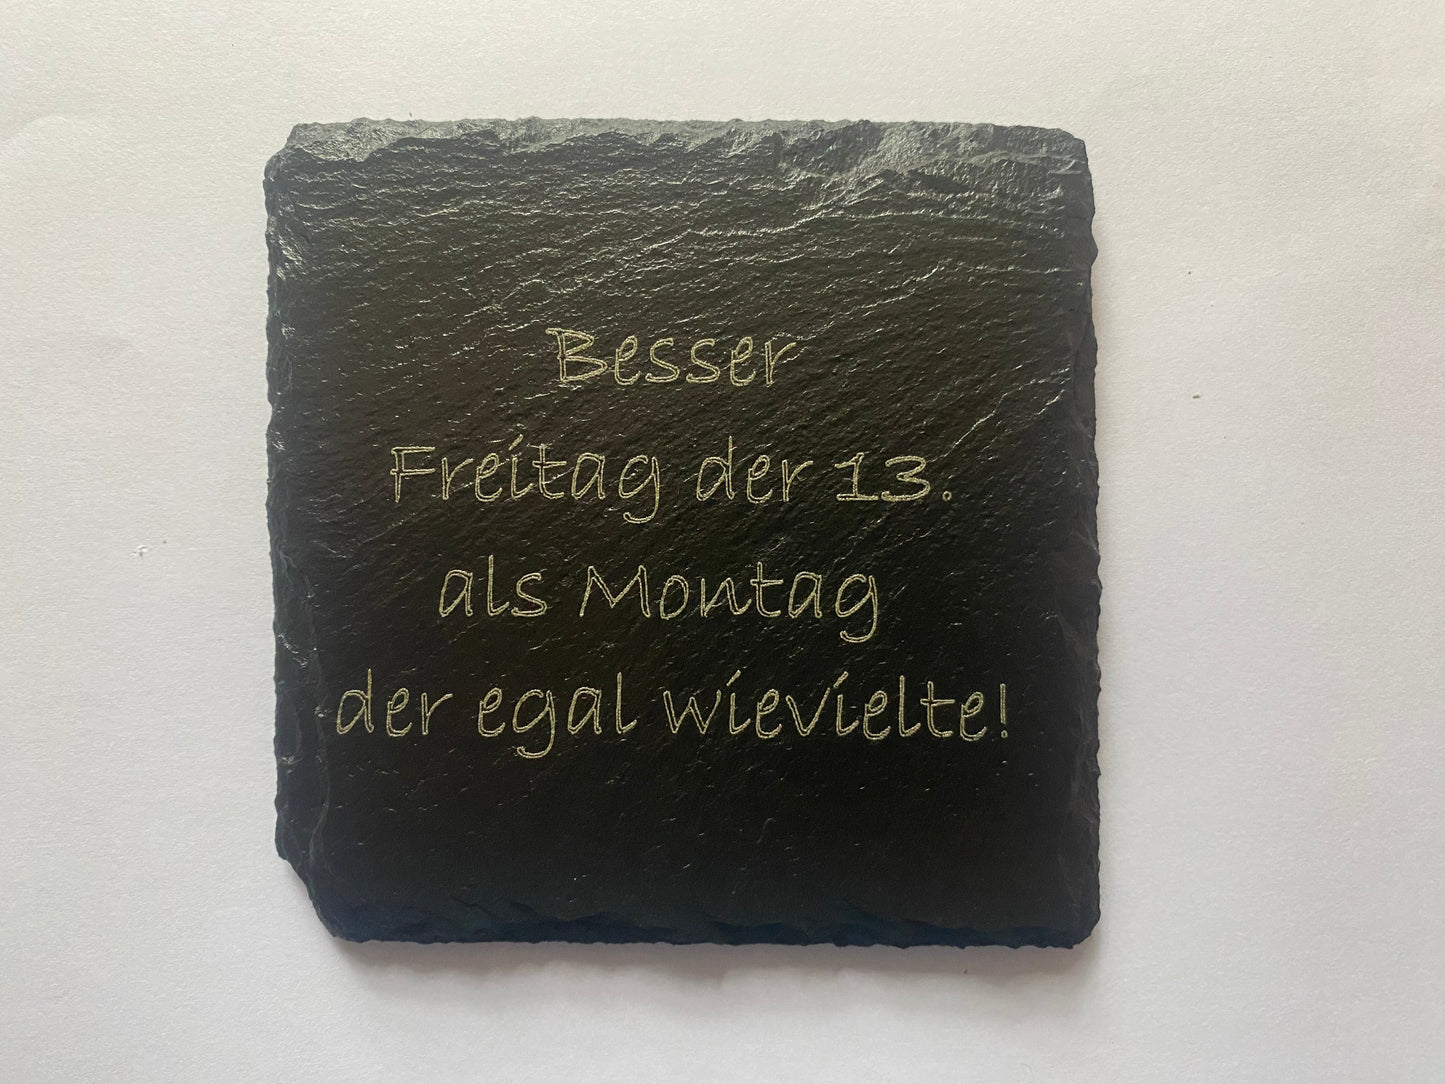 Besser
Freitag der 13.
als Montag
der egal wievielte!